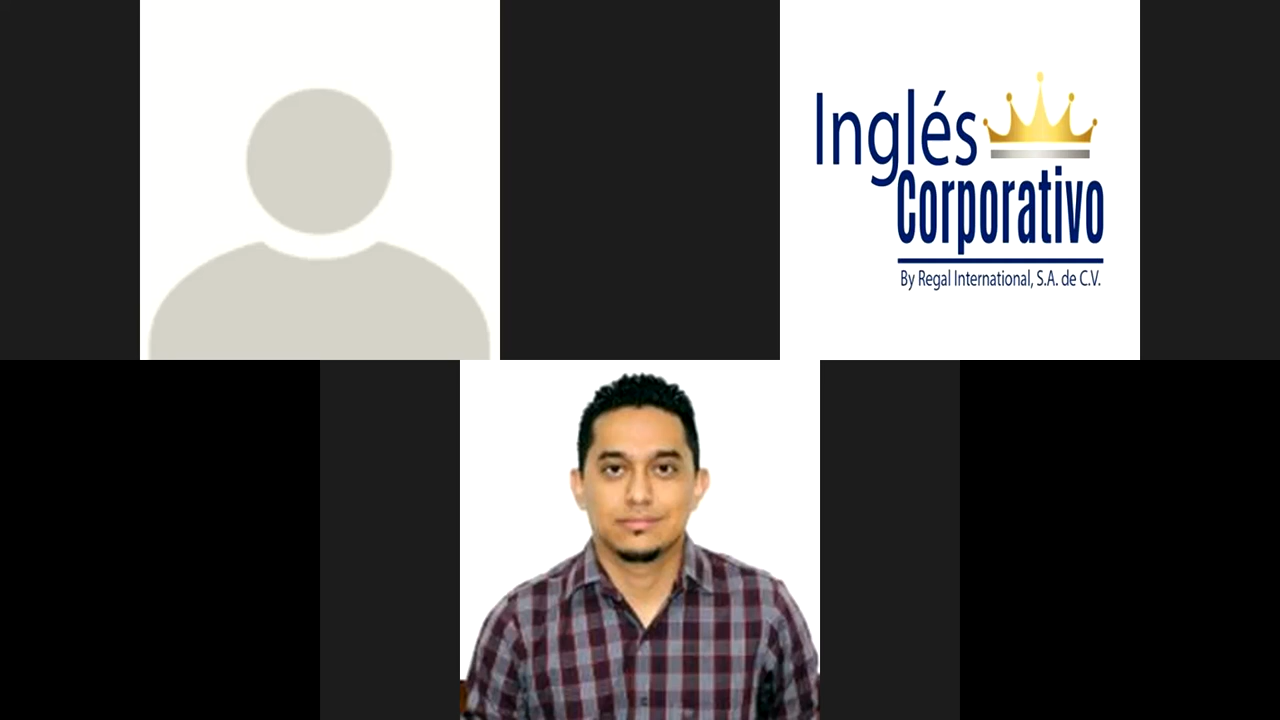 Inglés
Corporativo
By Regal International, S.A. de C.V.